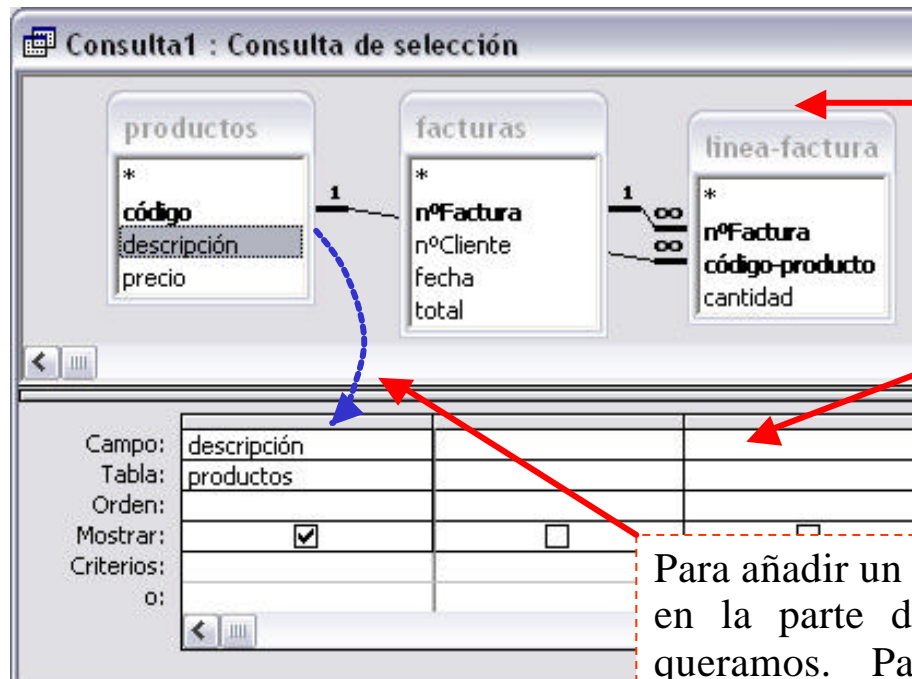 Consulta1 : Consulta de selección
productos
*
código
descripción
precio
1
facturas
*
nºFactura
nºCliente
fecha
total
1
∞
∞
linea-factura
*
nºFactura
código-producto
cantidad
Campo: descripción
Tabla: productos
Orden:
Mostrar:
Criterios:
o:
Para añadir un
en la parte d
queramos. Pa